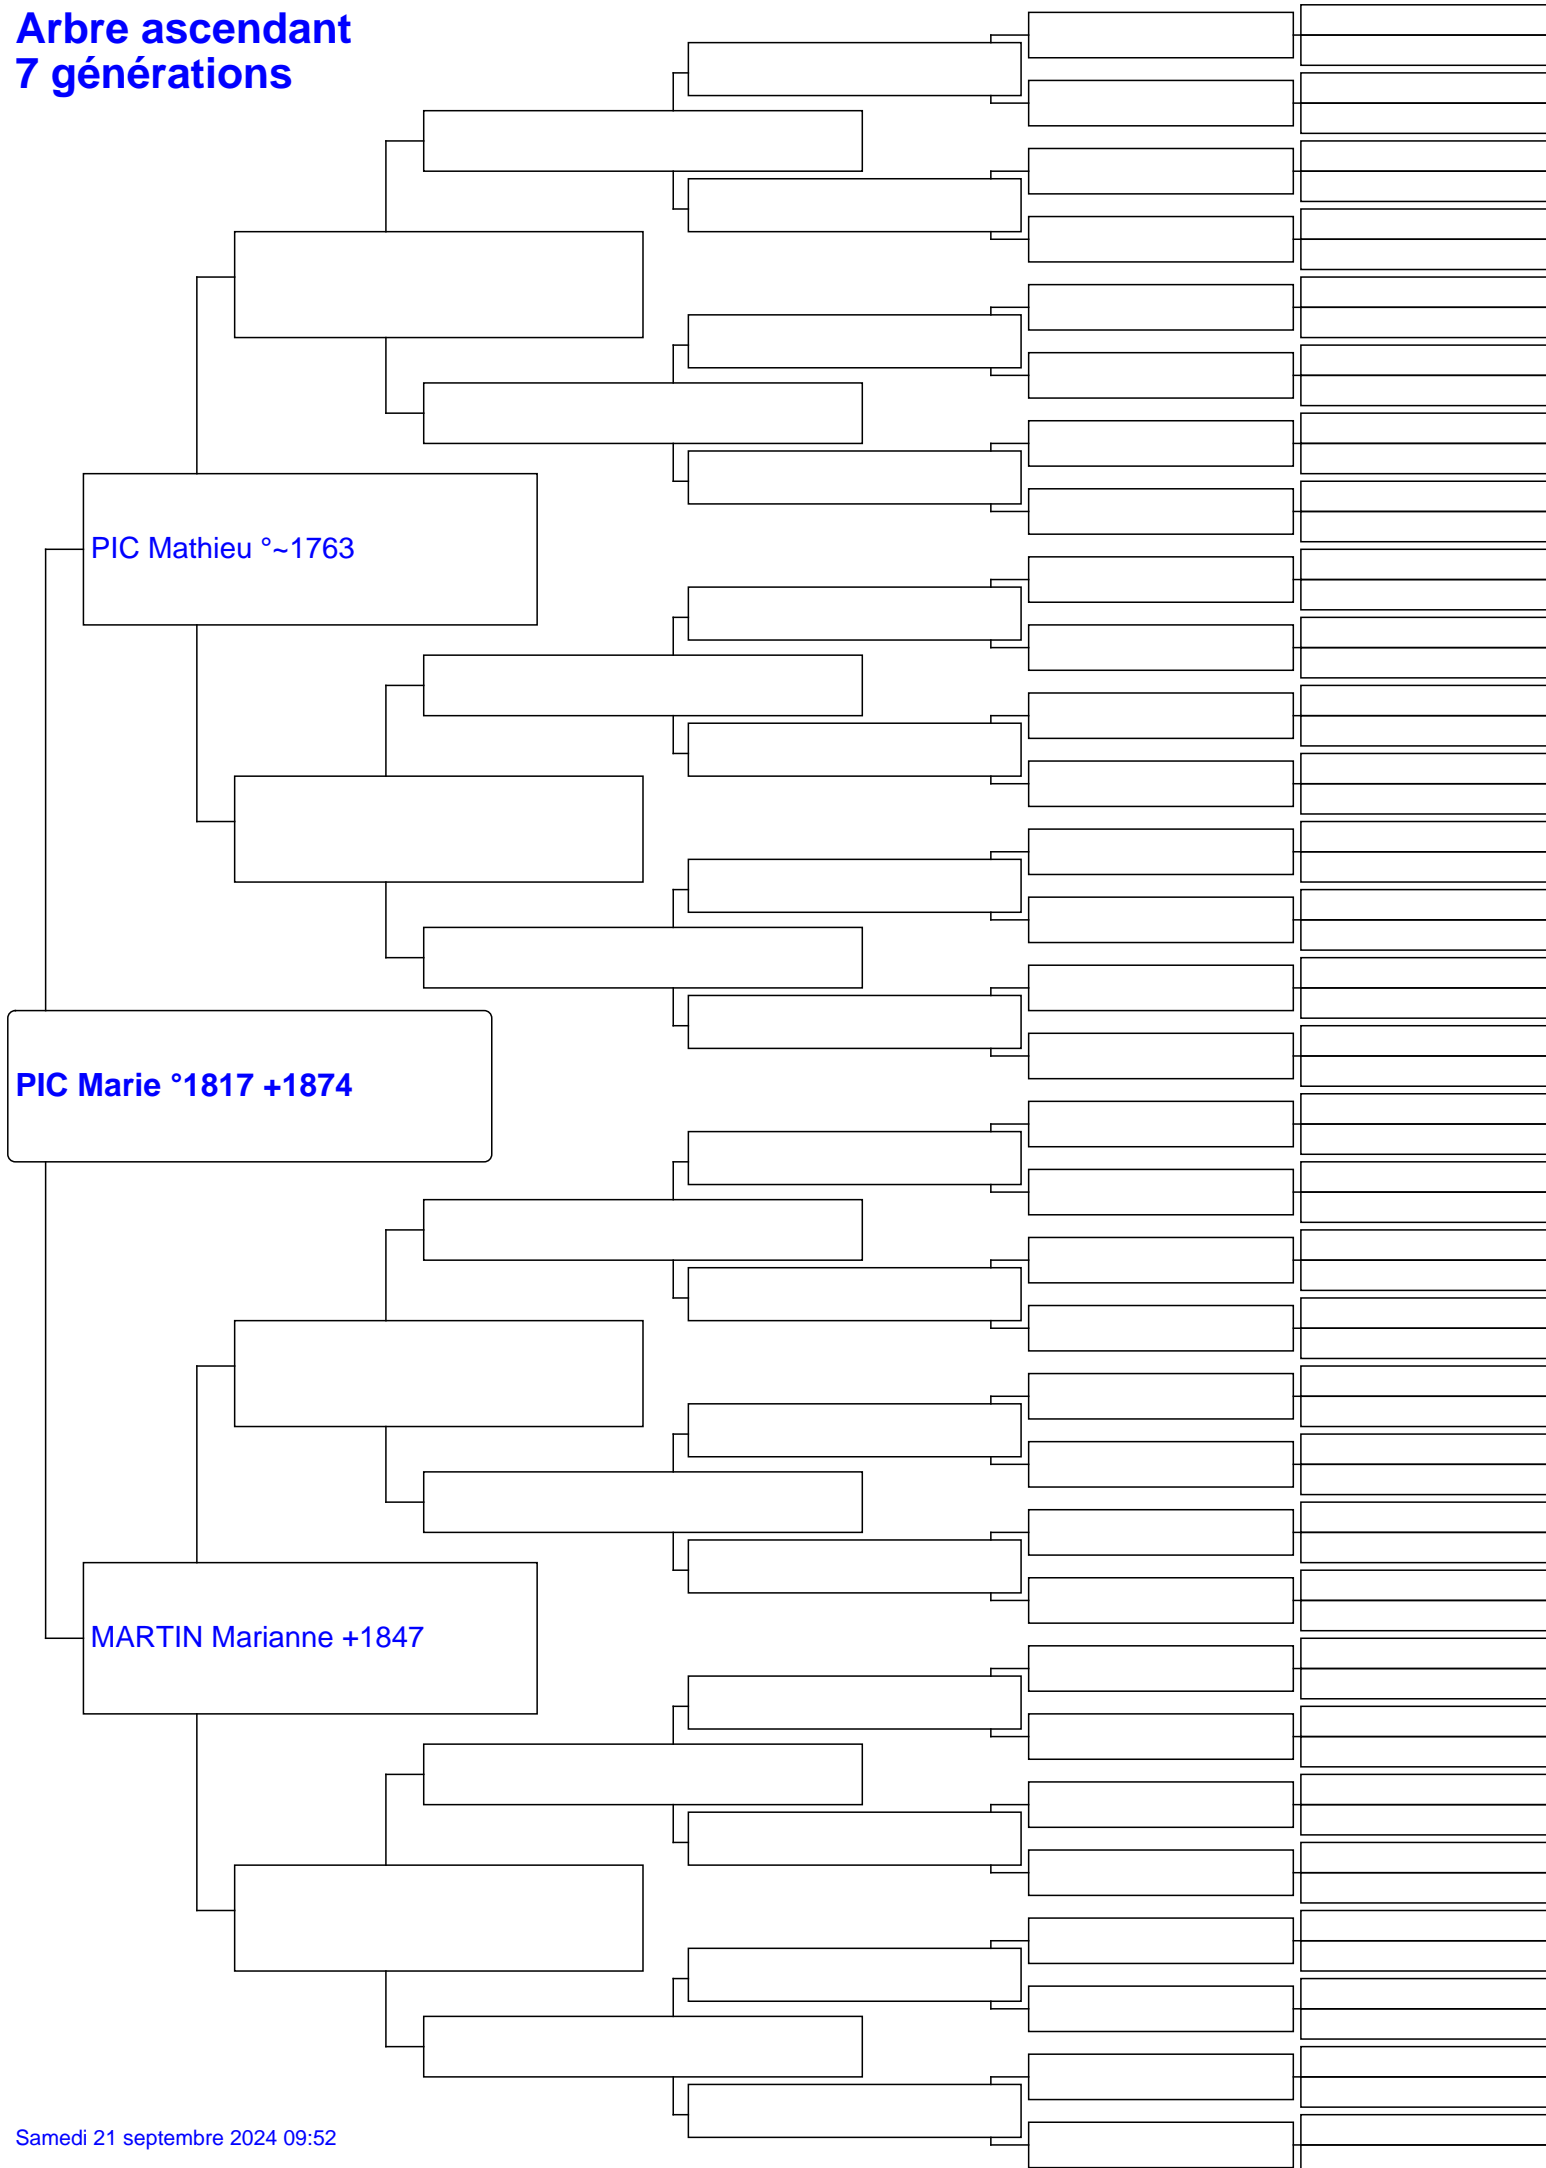 Arbre ascendant
7 générations
PIC Mathieu °~1763
PIC Marie °1817 +1874
MARTIN Marianne +1847
Samedi 21 septembre 2024 09:52